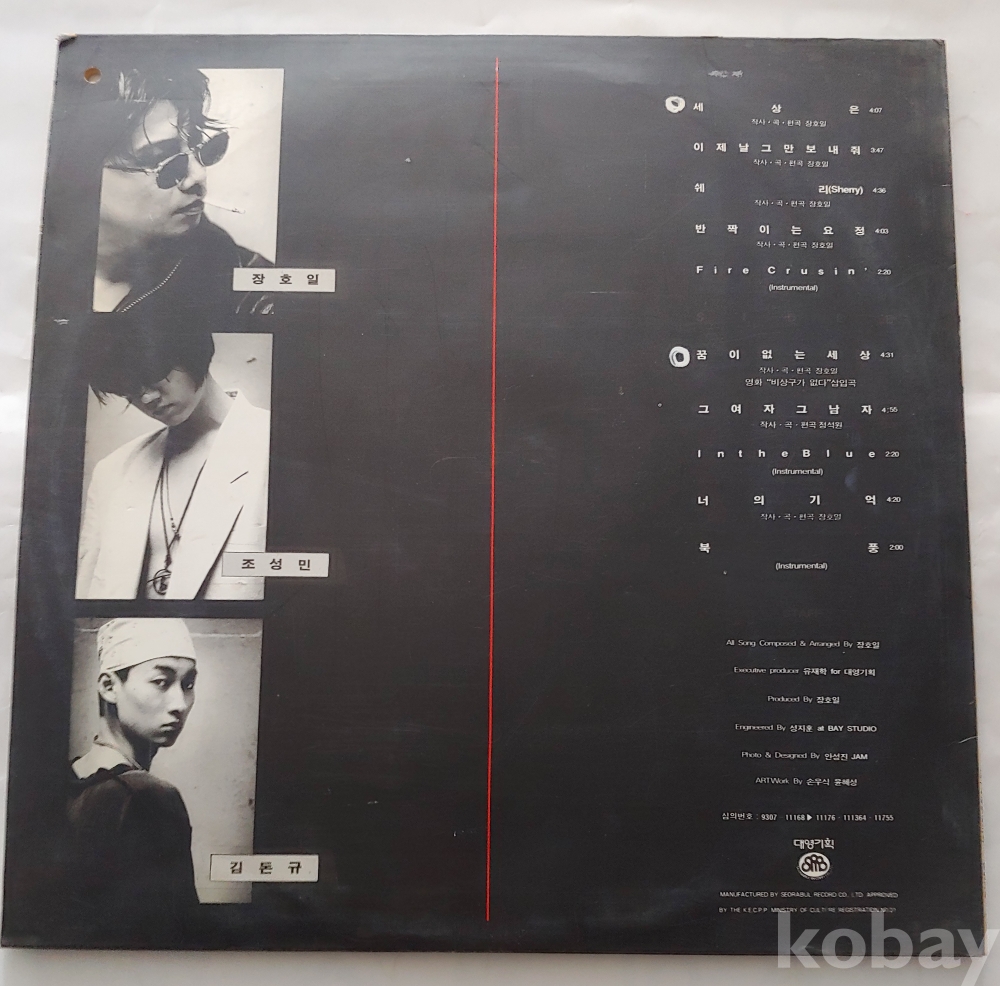 장호일
조성민
김돈규
세상은 4:07
작사·곡·편곡 장호일
이제날그만보내줘 3:47
작사·곡·편곡 장호일
쉐리(Sherry) 4:36
작사·곡·편곡 장호일
반짝이는요정 4:03
작사·곡·편곡 장호일
Fire Crusin' 2:20
(Instrumental)
꿈이없는세상 4:31
작사·곡·편곡 장호일
영화 "비상구가 없다"삽입곡
그여자그남자 4:56
작사·곡·편곡 정석원
In the Blue 2:20
(Instrumental)
너의기억 4:20
작사·곡·편곡 장호일
북풍 2:00
(Instrumental)
All Song Composed & Arranged By 장호일
Executive producer 유재학 for 대영기획
Produced By 장호일
Engineered By 성지훈 at BAY STUDIO
Photo & Designed By 안성진 JAM
ARTWork By 손우식 윤혜성
심의번호 : 9307 · 11168▶11176 · 111364 · 11755
대영기획
MANUFACTURED BY SEORABUL RECORD CO., LTD. APPROVED
BY THE K.E.C.P.P. MINISTRY OF CULTURE REGISTRATION
kobay